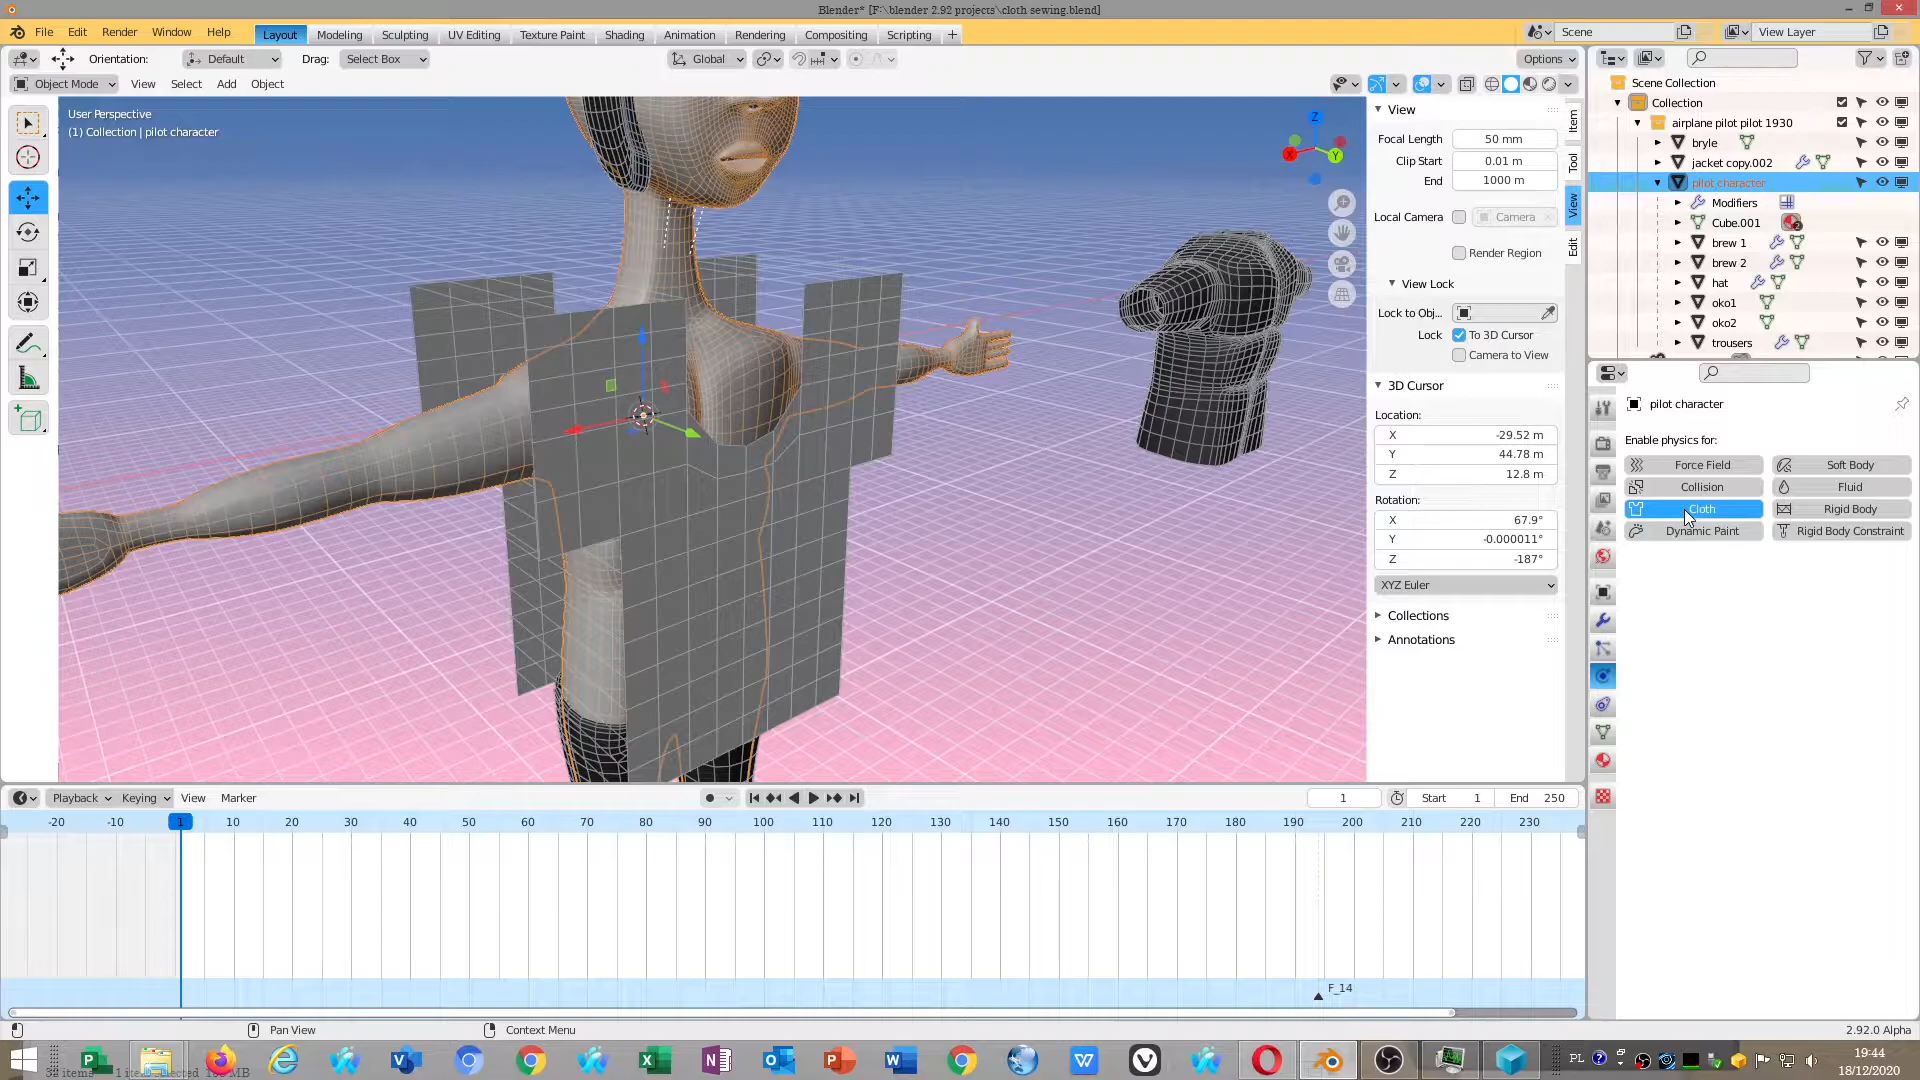 Blender* [F:\blender 2.92 projects\cloth sewing.blend]
File Edit Render Window Help
Layout Modeling Sculpting UV Editing Texture Paint Shading Animation Rendering Compositing Scripting +
Scene
View Layer
Orientation: Default Drag: Select Box
Global
Options
Object Mode View Select Add Object
User Perspective
(1) Collection | pilot character
View
Focal Length 50 mm
Clip Start 0.01 m
End 1000 m
Local Camera Camera
Render Region
View Lock
Lock to Obj...
Lock To 3D Cursor
Camera to View
3D Cursor
Location:
X -29.52 m
Y 44.78 m
Z 12.8 m
Rotation:
X 67.9°
Y -0.000011°
Z -187°
XYZ Euler
Collections
Annotations
Item
Tool
View
Edit
Z
X
Y
Scene Collection
Collection
airplane pilot pilot 1930
bryle
jacket copy.002
pilot character
Modifiers
Cube.001
2
brew 1
brew 2
hat
oko1
oko2
trousers
pilot character
Enable physics for:
Force Field Soft Body
Collision Fluid
Cloth Rigid Body
Dynamic Paint Rigid Body Constraint
Playback Keying View Marker
1 Start 1 End 250
-20 -10 1 10 20 30 40 50 60 70 80 90 100 110 120 130 140 150 160 170 180 190 200 210 220 230
F_14
Pan View
Context Menu
2.92.0 Alpha
32 items 1 item selected
PL
19:44
18/12/2020